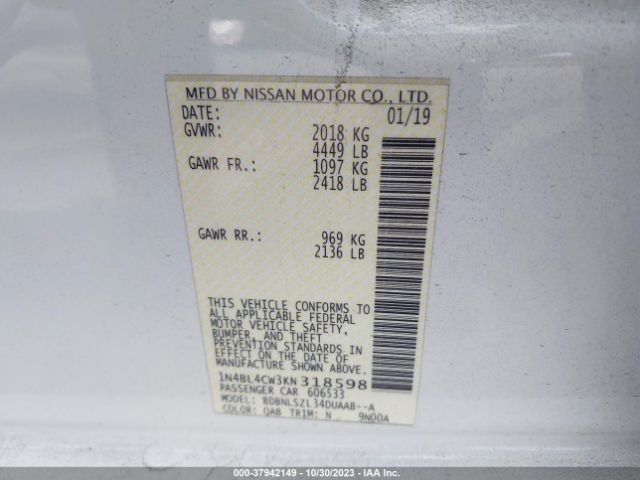 MFD BY NISSAN MOTOR CO., LTD.
DATE: 01/19
GVWR: 2018 KG
4449 LB
GAWR FR.: 1097 KG
2418 LB
GAWR RR.: 969 KG
2136 LB
THIS VEHICLE CONFORMS TO
ALL APPLICABLE FEDERAL
MOTOR VEHICLE SAFETY,
BUMPER, AND THEFT
PREVENTION STANDARDS IN
EFFECT ON THE DATE OF
MANUFACTURE SHOWN ABOVE.
1N4BL4CW3KN318598
PASSENGER CAR 606533
MODEL: BDBNLSZL34DUAAB--A
COLOR: QAB TRIM: N 9N00A
000-37942149 - 10/30/2023 - IAA Inc.